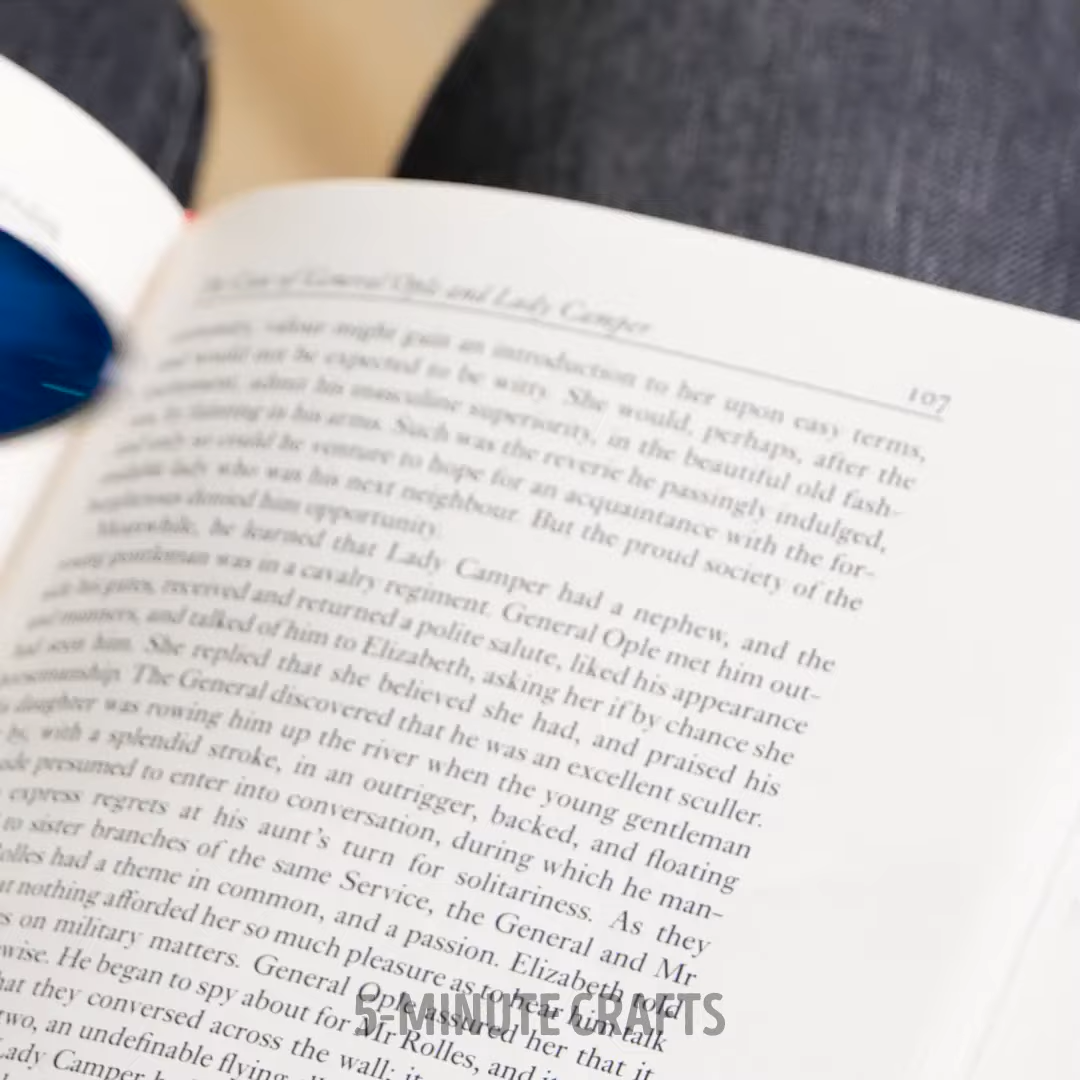 The Case of General Ople and Lady Camper
107
valour might gain an introduction to her upon easy terms,
and would not be expected to be witty. She would, perhaps, after the
admit his masculine superiority, in the beautiful old fash-
in his arms. Such was the reverie he passingly indulged,
and only so could he venture to hope for an acquaintance with the for-
lady who was his next neighbour. But the proud society of the
denied him opportunity.
Meanwhile, he learned that Lady Camper had a nephew, and the
young gentleman was in a cavalry regiment. General Ople met him out-
side his gates, received and returned a polite salute, liked his appearance
and manners, and talked of him to Elizabeth, asking her if by chance she
had seen him. She replied that she believed she had, and praised his
horsemanship. The General discovered that he was an excellent sculler.
daughter was rowing him up the river when the young gentleman
by, with a splendid stroke, in an outrigger, backed, and floating
presumed to enter into conversation, during which he man-
express regrets at his aunt's turn for solitariness. As they
to sister branches of the same Service, the General and Mr
Rolles had a theme in common, and a passion. Elizabeth told
nothing afforded her so much pleasure as to hear him talk
on military matters. General Ople assured her that it
wise. He began to spy about for Mr Rolles, and
that they conversed across the wall;
two, an undefinable flying
Lady Camper
5-MINUTE CRAFTS